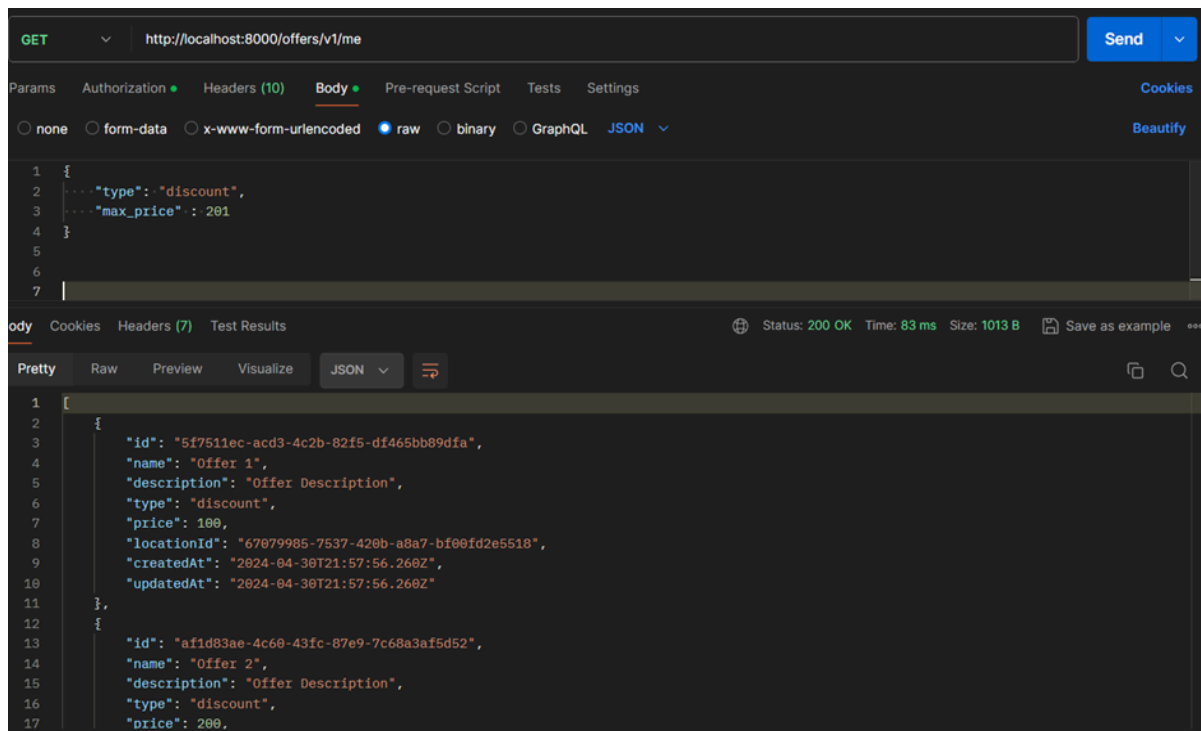 GET http://localhost:8000/offers/v1/me Send
Params Authorization Headers (10) Body Pre-request Script Tests Settings Cookies
none form-data x-www-form-urlencoded raw binary GraphQL JSON Beautify
1 {
2 "type": "discount",
3 "max_price" : 201
4 }
5
6
7
ody Cookies Headers (7) Test Results Status: 200 OK Time: 83 ms Size: 1013 B Save as example
Pretty Raw Preview Visualize JSON
1 [
2 {
3 "id": "5f7511ec-acd3-4c2b-82f5-df465bb89dfa",
4 "name": "Offer 1",
5 "description": "Offer Description",
6 "type": "discount",
7 "price": 100,
8 "locationId": "67079985-7537-420b-a8a7-bf00fd2e5518",
9 "createdAt": "2024-04-30T21:57:56.260Z",
10 "updatedAt": "2024-04-30T21:57:56.260Z"
11 },
12 {
13 "id": "af1d83ae-4c60-43fc-87e9-7c68a3af5d52",
14 "name": "Offer 2",
15 "description": "Offer Description",
16 "type": "discount",
17 "price": 200,